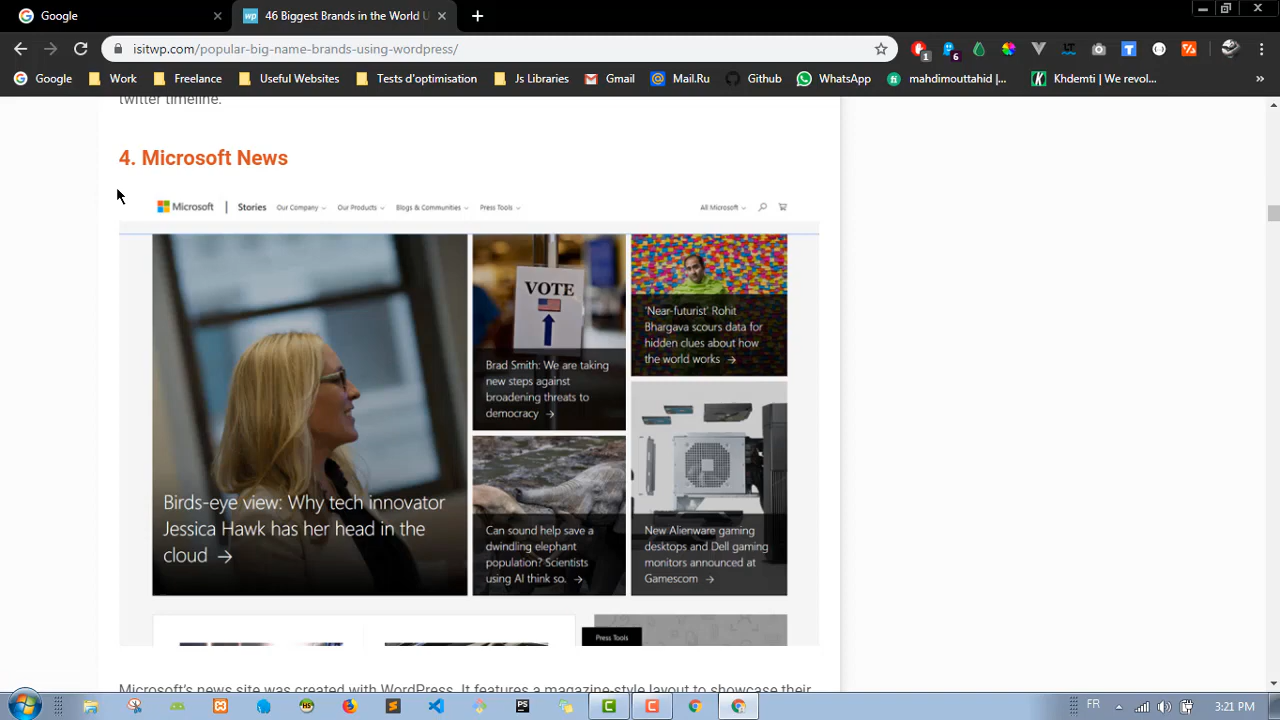 Google
46 Biggest Brands in the World U
isitwp.com/popular-big-name-brands-using-wordpress/
1
6
Google
Work
Freelance
Useful Websites
Tests d'optimisation
Js Libraries
Gmail
Mail.Ru
Github
WhatsApp
mahdimouttahid |...
Khdemti | We revol...
twitter timeline.
4. Microsoft News
Microsoft | Stories Our Company Our Products Blogs & Communities Press Tools All Microsoft
VOTE
Birds-eye view: Why tech innovator
Jessica Hawk has her head in the
cloud →
Brad Smith: We are taking
new steps against
broadening threats to
democracy →
'Near-futurist' Rohit
Bhargava scours data for
hidden clues about how
the world works →
Can sound help save a
dwindling elephant
population? Scientists
using AI think so. →
New Alienware gaming
desktops and Dell gaming
monitors announced at
Gamescom →
Press Tools
Microsoft's news site was created with WordPress. It features a magazine-style layout to showcase their
FR
3:21 PM